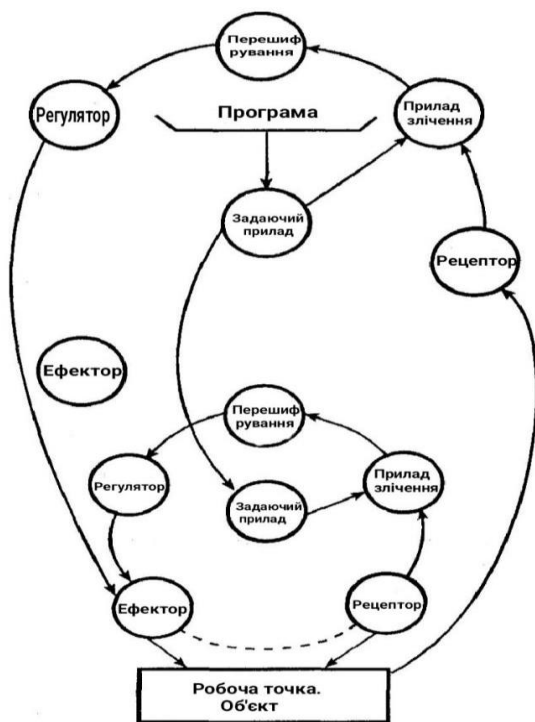 Перешиф
рування
Регулятор
Програма
Прилад
злічення
Задаючий
прилад
Рецептор
Ефектор
Перешиф
рування
Регулятор
Прилад
злічення
Задаючий
прилад
Ефектор
Рецептор
Робоча точка.
Об'єкт